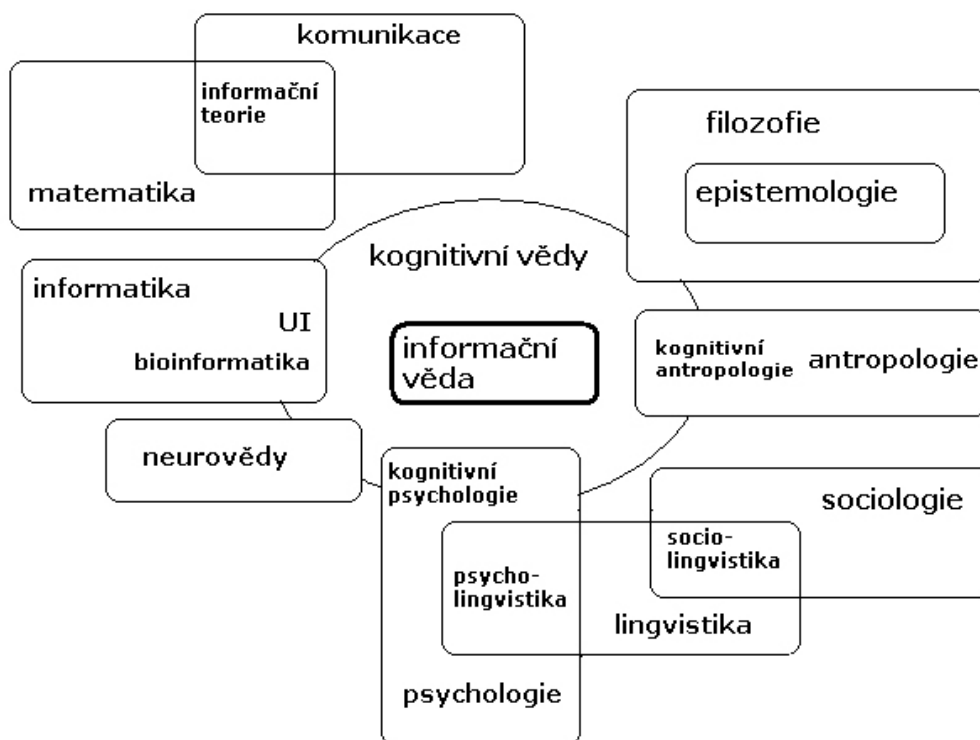 komunikace
informační
teorie
matematika
filozofie
epistemologie
kognitivní vědy
informatika
UI
bioinformatika
informační
věda
kognitivní
antropologie
antropologie
neurovědy
kognitivní
psychologie
sociologie
socio-
lingvistika
psycho-
lingvistika
lingvistika
psychologie